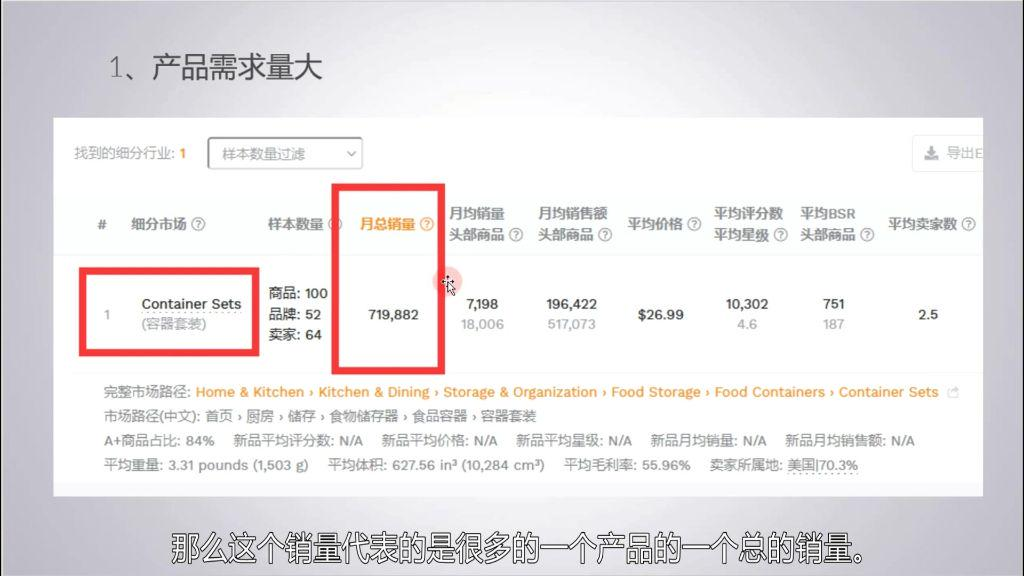 1、产品需求量大
找到的细分行业: 1
样本数量过滤
导出E
# 细分市场 样本数量 月总销量 月均销量 头部商品 月均销售额 头部商品 平均价格 平均评分数 平均星级 平均BSR 头部商品 平均卖家数
1 Container Sets (容器套装)
商品: 100
品牌: 52
卖家: 64
719,882
7,198
18,006
196,422
517,073
$26.99
10,302
4.6
751
187
2.5
完整市场路径: Home & Kitchen › Kitchen & Dining › Storage & Organization › Food Storage › Food Containers › Container Sets
市场路径(中文): 首页 › 厨房 › 储存 › 食物储存器 › 食品容器 › 容器套装
A+商品占比: 84% 新品平均评分数: N/A 新品平均价格: N/A 新品平均星级: N/A 新品月均销量: N/A 新品月均销售额: N/A
平均重量: 3.31 pounds (1,503 g) 平均体积: 627.56 in³ (10,284 cm³) 平均毛利率: 55.96% 卖家所属地: 美国|70.3%
那么这个销量代表的是很多的一个产品的一个总的销量。